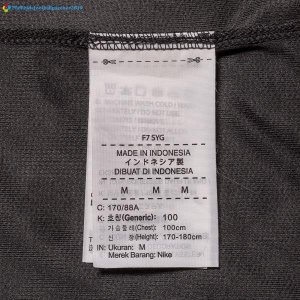 F7 SYG
MADE IN INDONESIA
インドネシア製
DIBUAT DI INDONESIA
M M M
C: 170/88A
K: 호칭(Generic): 100
가슴둘레(Chest): 100cm
신 장(Height): 170-180cm
IN: Ukuran: M
Merek Barang: Nike